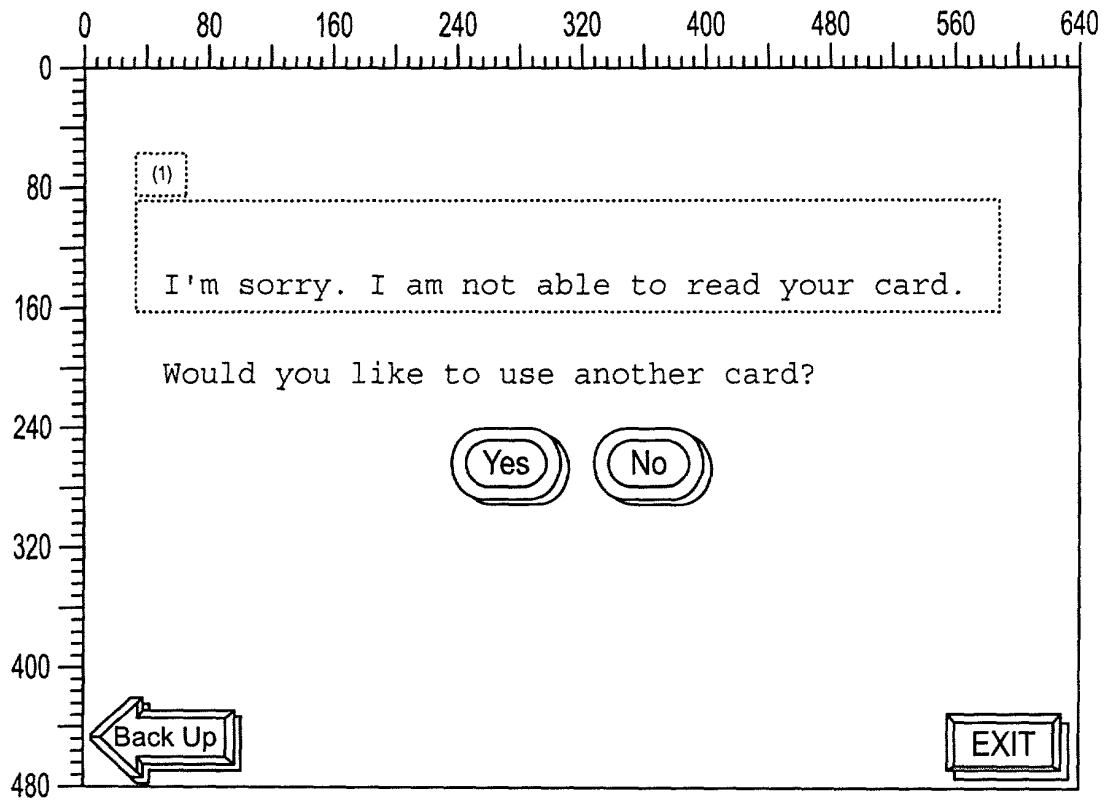 0 80 160 240 320 400 480 560 640
0
80
(1)
I'm sorry. I am not able to read your card.
160
Would you like to use another card?
240
Yes No
320
400
Back Up EXIT
480